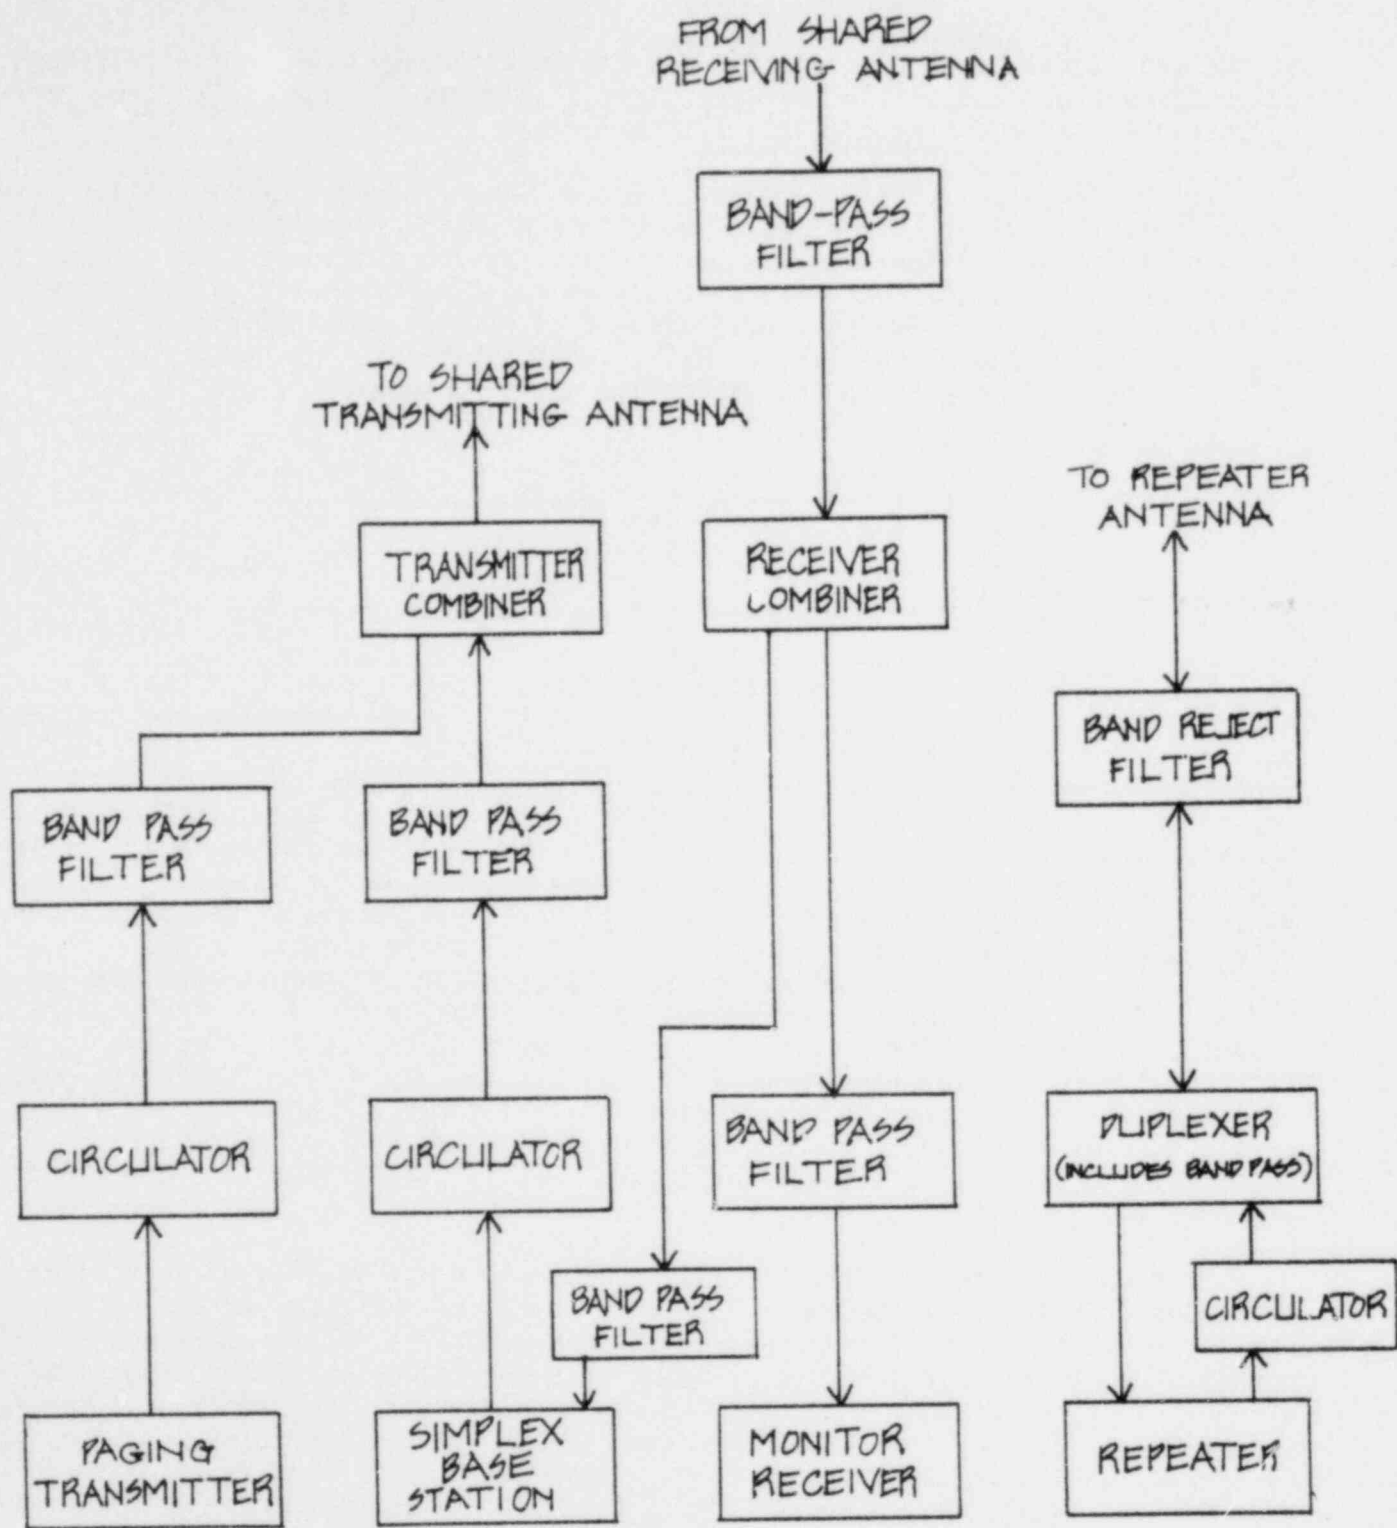 FROM SHARED
RECEIVING ANTENNA
BAND-PASS
FILTER
TO SHARED
TRANSMITTING ANTENNA
TO REPEATER
ANTENNA
TRANSMITTER
COMBINER
RECEIVER
COMBINER
BAND REJECT
FILTER
BAND PASS
FILTER
BAND PASS
FILTER
CIRCULATOR
CIRCULATOR
BAND PASS
FILTER
DUPLEXER
(INCLUDES BAND PASS)
BAND PASS
FILTER
CIRCULATOR
PAGING
TRANSMITTER
SIMPLEX
BASE
STATION
MONITOR
RECEIVER
REPEATER